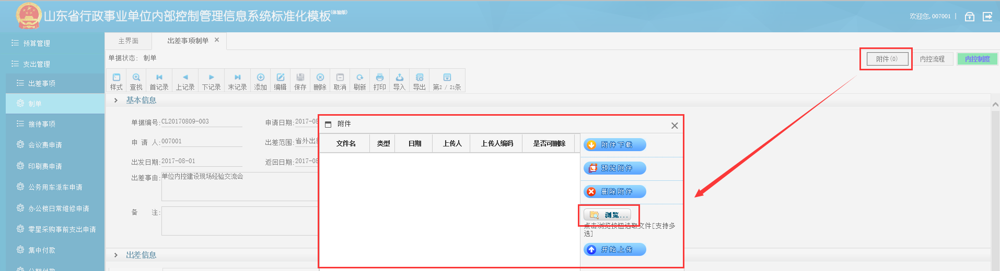 山东省行政事业单位内部控制管理信息系统标准化模板(体验版)
欢迎您, 007001 |
预算管理
支出管理
出差事项
制单
接待事项
会议费申请
印刷费申请
公务用车派车申请
办公楼日常维修申请
零星采购事前支出申请
集中付款
分期付款
主界面
出差事项制单 ×
单据状态: 制单
附件(0) 内控流程 内控制度
样式 查找 首记录 上记录 下记录 末记录 添加 编辑 保存 删除 取消 刷新 打印 导入 导出 第2 / 21条
基本信息
单据编号: CL20170809-003 申请日期: 2017-08
申 请 人: 007001 出差范围: 省外出差
出发日期: 2017-08-01 返回日期: 2017-08
出差事由: 单位内控建设现场经验交流会
备 注:
出差信息
附件
文件名 类型 日期 上传人 上传人编码 是否可删除
附件下载
预览附件
删除附件
浏览...
点击浏览按钮选取文件[支持多
选]
开始上传